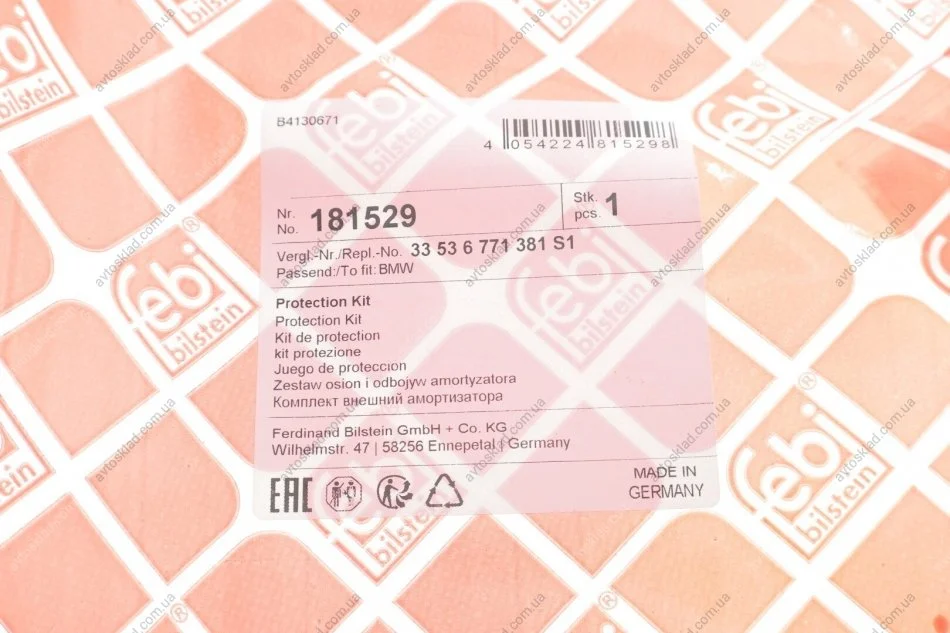 B4130671
4 054224 815298
Nr.
No. 181529
Stk.
pcs. 1
Vergl.-Nr./Repl.-No. 33 53 6 771 381 S1
Passend:/To fit: BMW
Protection Kit
Protection Kit
Kit de protection
kit protezione
Juego de protección
Zestaw osion i odbojyw amortyzatora
Комплект внешний амортизатора
Ferdinand Bilstein GmbH + Co. KG
Wilhelmstr. 47 | 58256 Ennepetal | Germany
EAC
MADE IN
GERMANY
febi
bilstein
®
avtosklad.com.ua